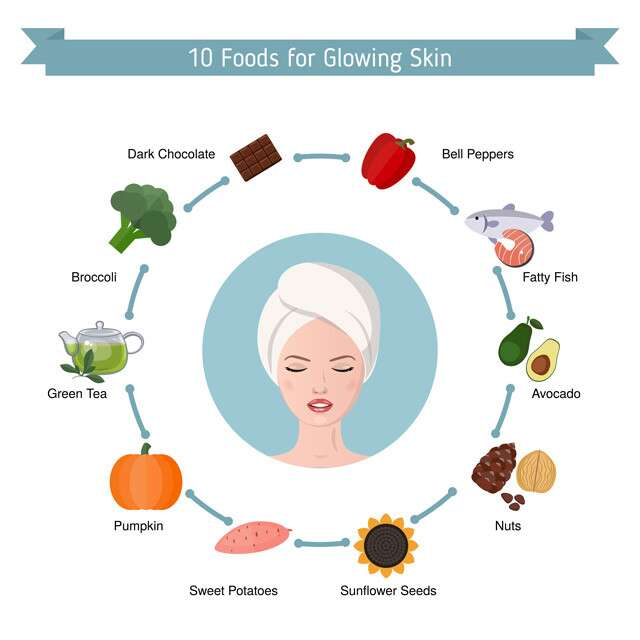 10 Foods for Glowing Skin
Dark Chocolate
Bell Peppers
Broccoli
Fatty Fish
Green Tea
Avocado
Pumpkin
Nuts
Sweet Potatoes
Sunflower Seeds